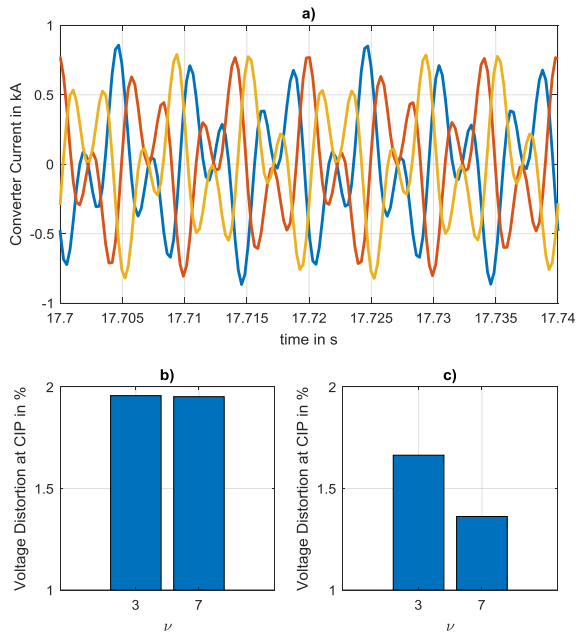 a)
Converter Current in kA
1
0.5
0
-0.5
-1
17.7 17.705 17.71 17.715 17.72 17.725 17.73 17.735 17.74
time in s
b)
Voltage Distortion at CIP in %
2
1.5
1
3 7
ν
c)
Voltage Distortion at CIP in %
2
1.5
1
3 7
ν